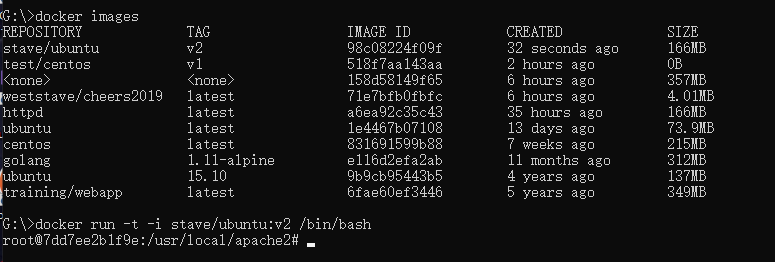 G:\>docker images
REPOSITORY TAG IMAGE ID CREATED SIZE
stave/ubuntu v2 98c08224f09f 32 seconds ago 166MB
test/centos v1 518f7aa143aa 2 hours ago 0B
<none> <none> 158d58149f65 6 hours ago 357MB
weststave/cheers2019 latest 71e7bfb0fbfc 6 hours ago 4.01MB
httpd latest a6ea92c35c43 35 hours ago 166MB
ubuntu latest 1e4467b07108 13 days ago 73.9MB
centos latest 831691599b88 7 weeks ago 215MB
golang 1.11-alpine e116d2efa2ab 11 months ago 312MB
ubuntu 15.10 9b9cb95443b5 4 years ago 137MB
training/webapp latest 6fae60ef3446 5 years ago 349MB
G:\>docker run -t -i stave/ubuntu:v2 /bin/bash
root@7dd7ee2b1f9e:/usr/local/apache2#